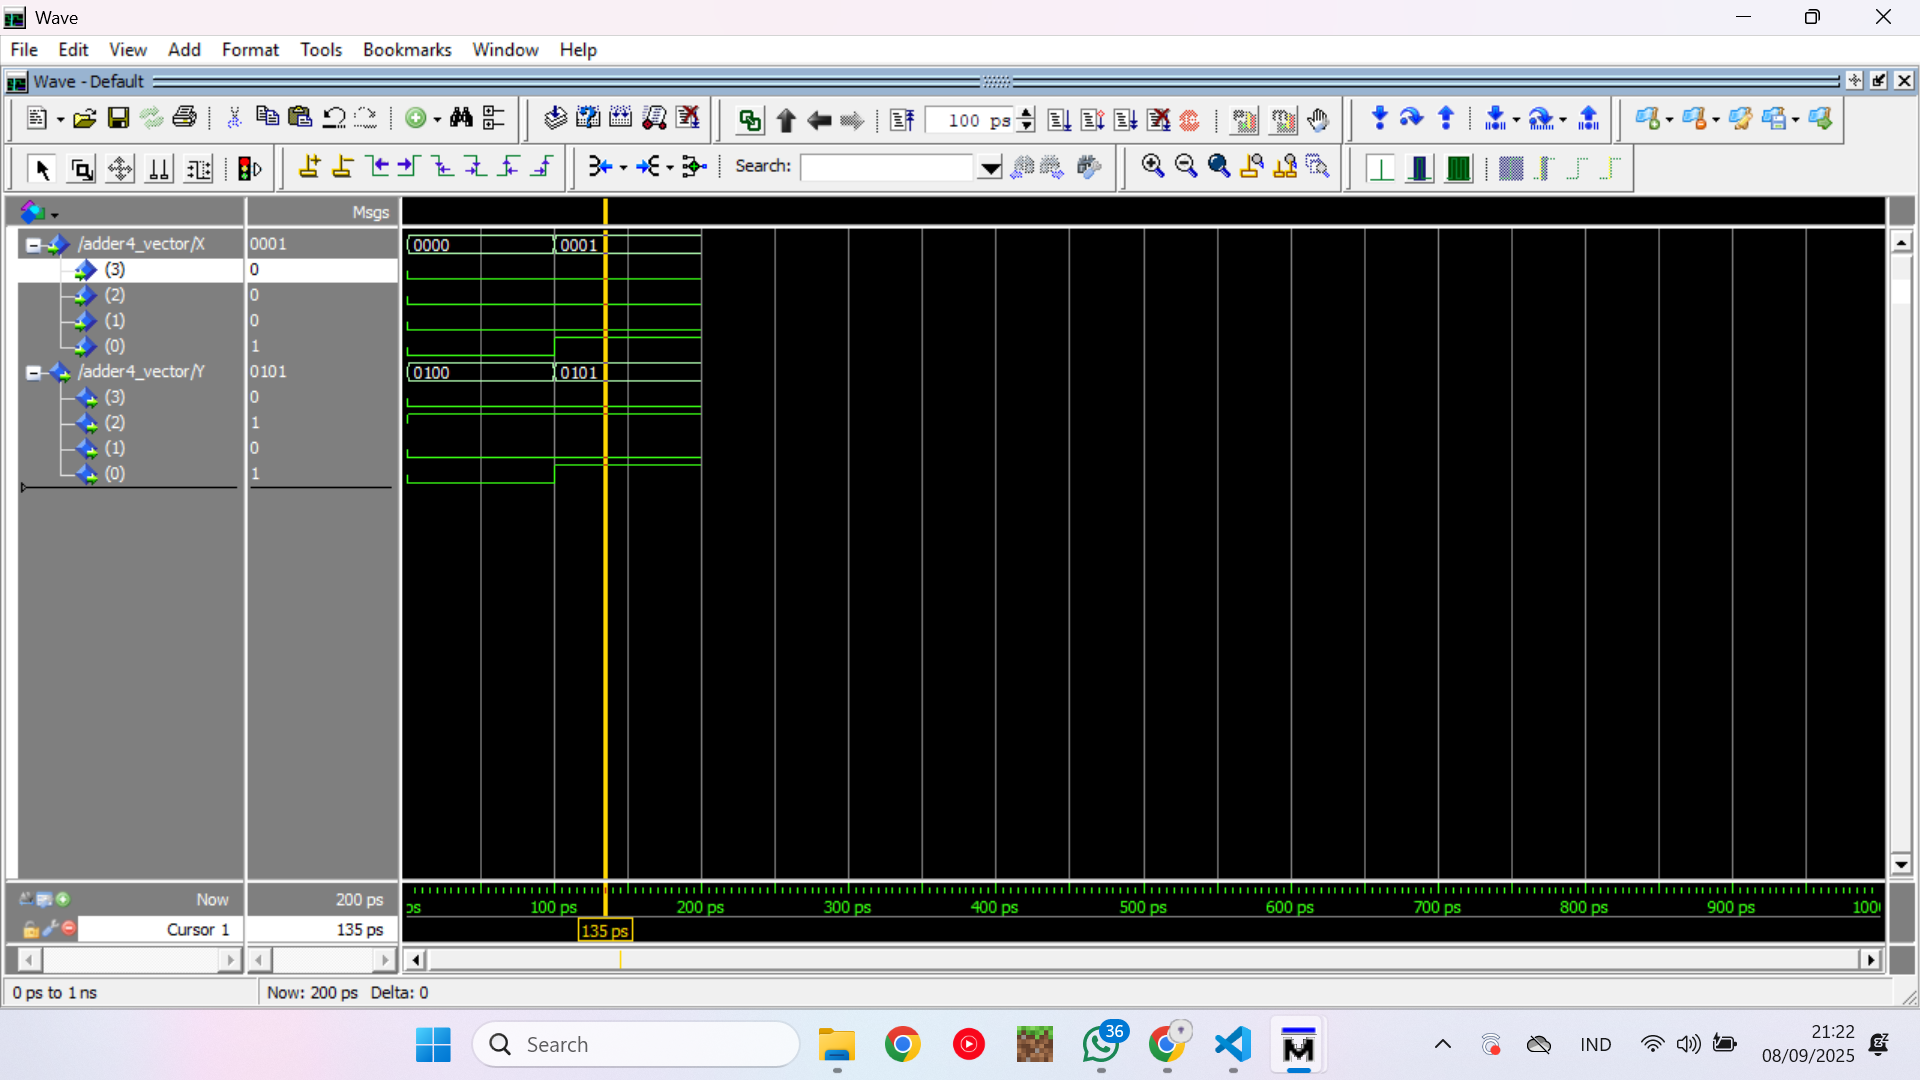 Wave
File Edit View Add Format Tools Bookmarks Window Help
Wave - Default
100 ps
Search:
Msgs
/adder4_vector/X 0001 0000 0001
(3) 0
(2) 0
(1) 0
(0) 1
/adder4_vector/Y 0101 0100 0101
(3) 0
(2) 1
(1) 0
(0) 1
Now 200 ps
100 ps 200 ps 300 ps 400 ps 500 ps 600 ps 700 ps 800 ps 900 ps
Cursor 1 135 ps 135 ps
0 ps to 1 ns Now: 200 ps Delta: 0
Search
36
IND
21:22
08/09/2025